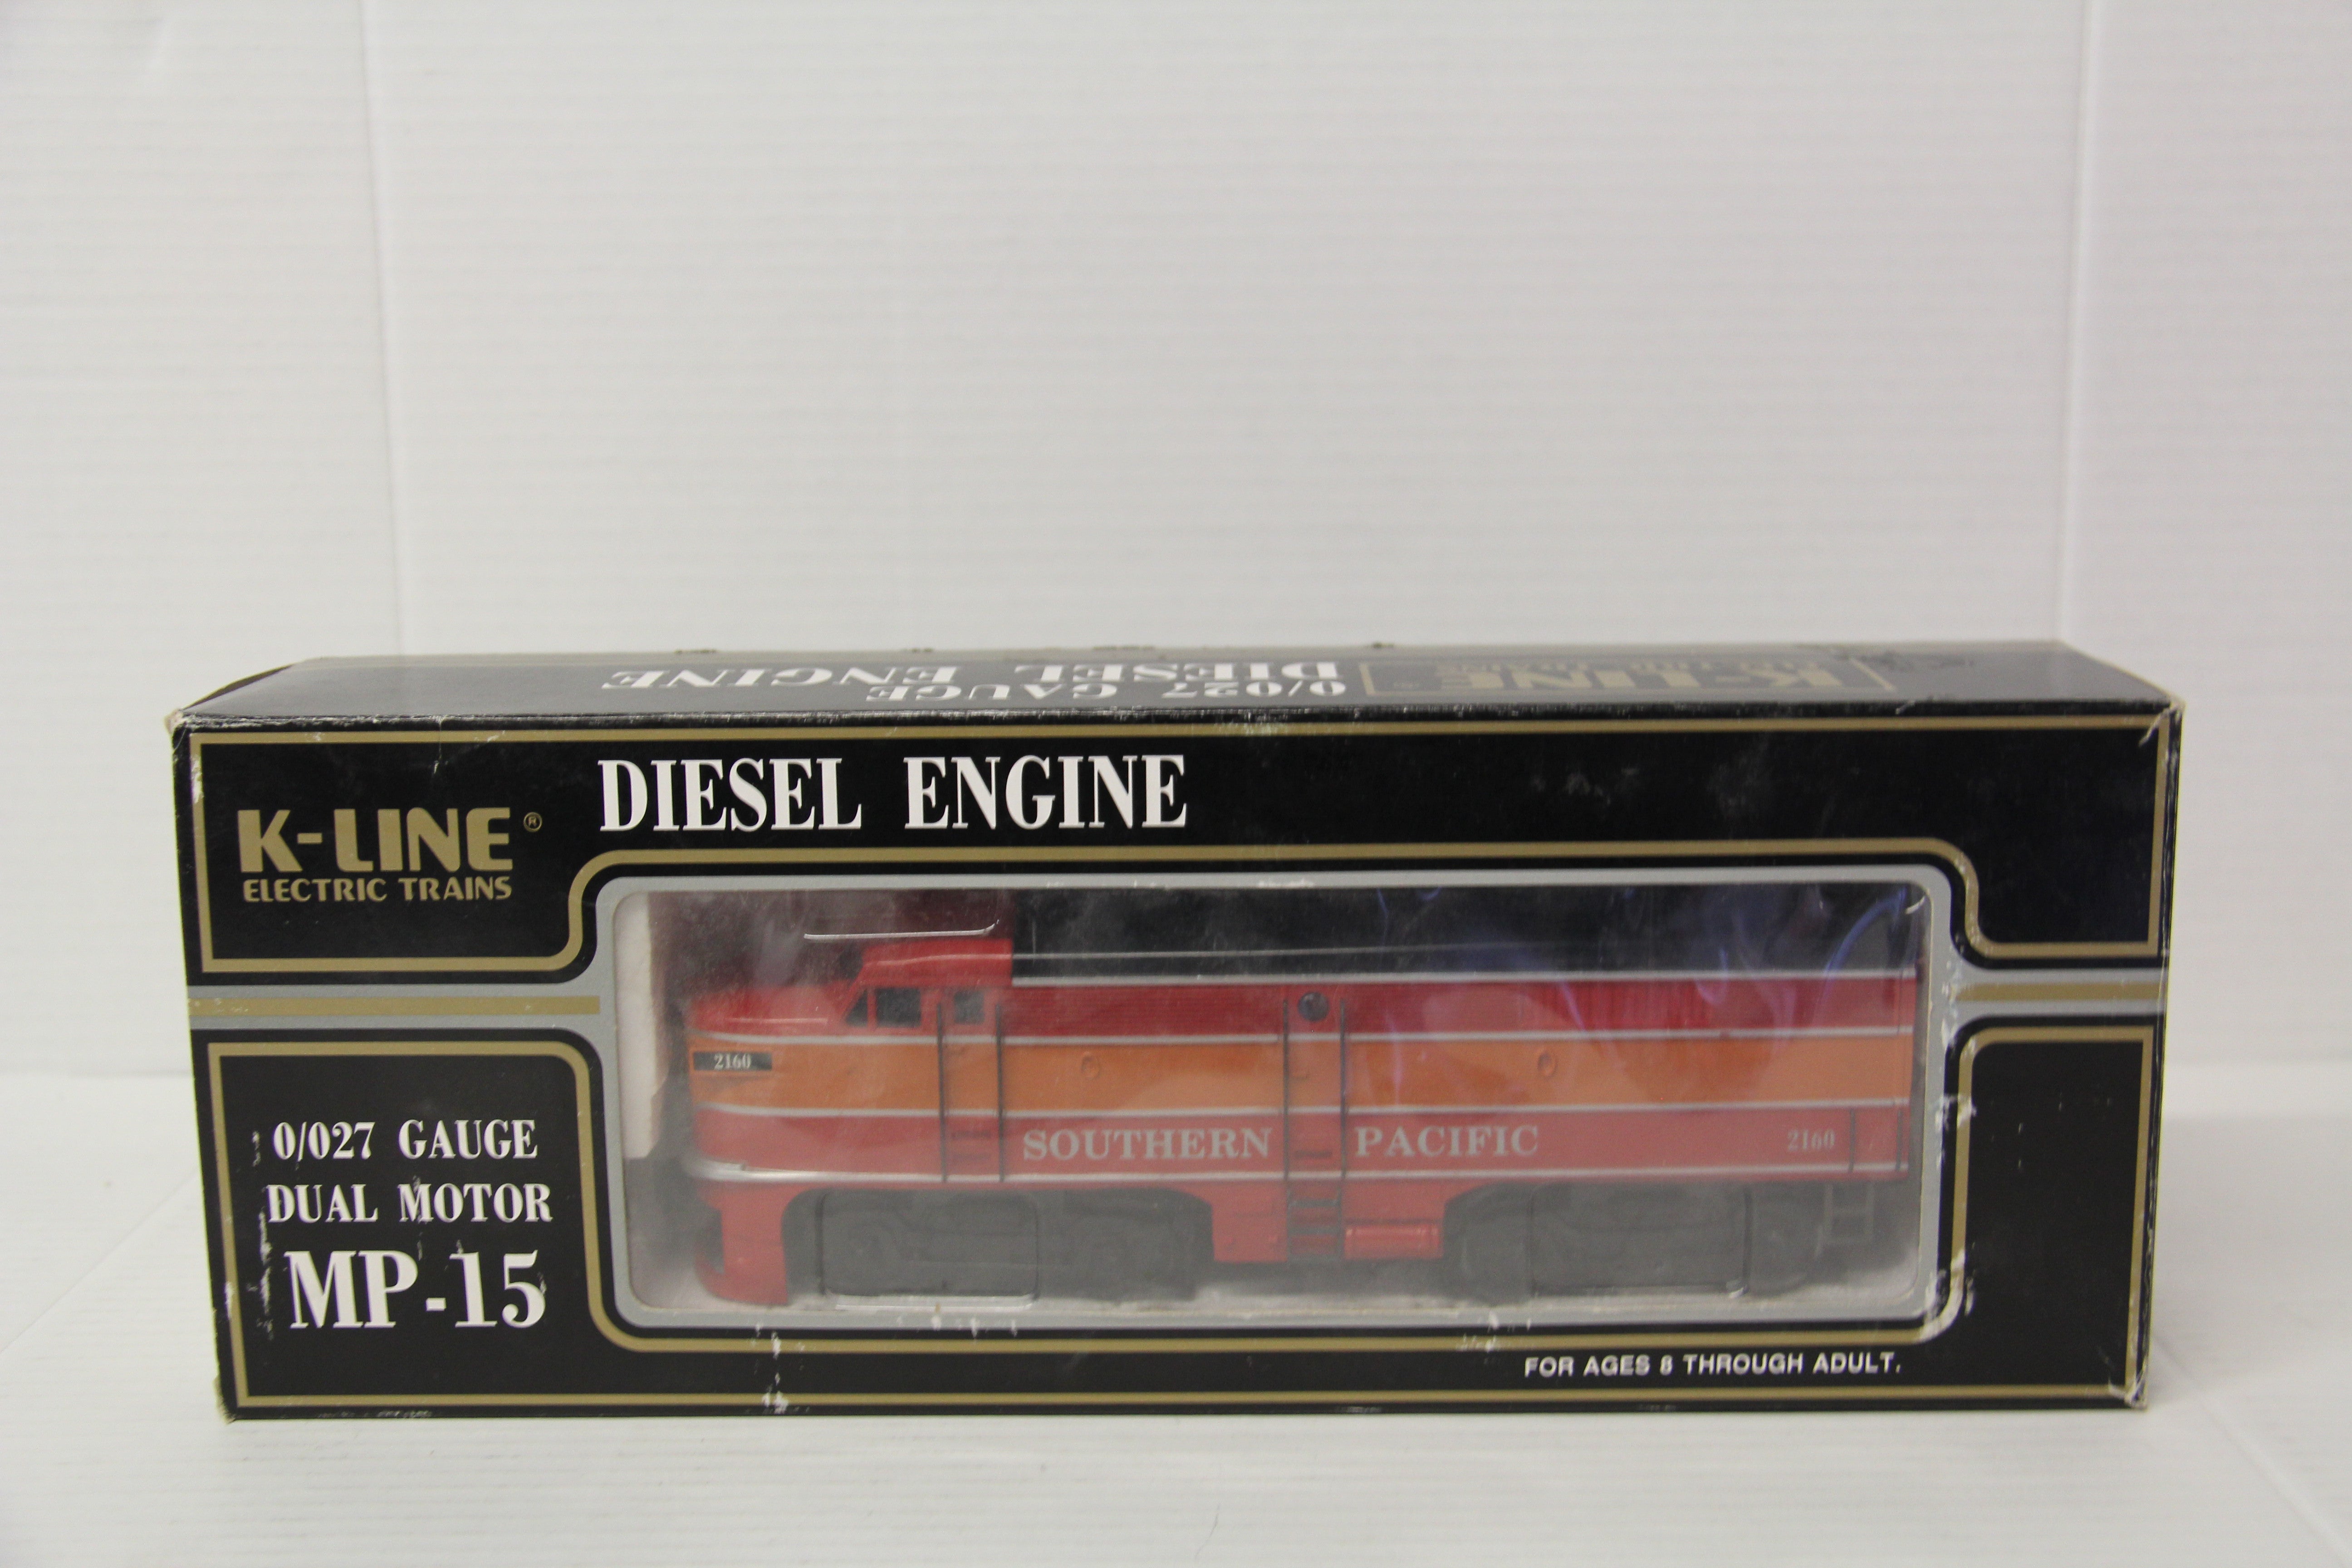 K-LINE
0/027 GAUGE
DIESEL ENGINE
DIESEL ENGINE
K-LINE®
ELECTRIC TRAINS
2160
SOUTHERN PACIFIC 2160
0/027 GAUGE
DUAL MOTOR
MP-15
FOR AGES 8 THROUGH ADULT.